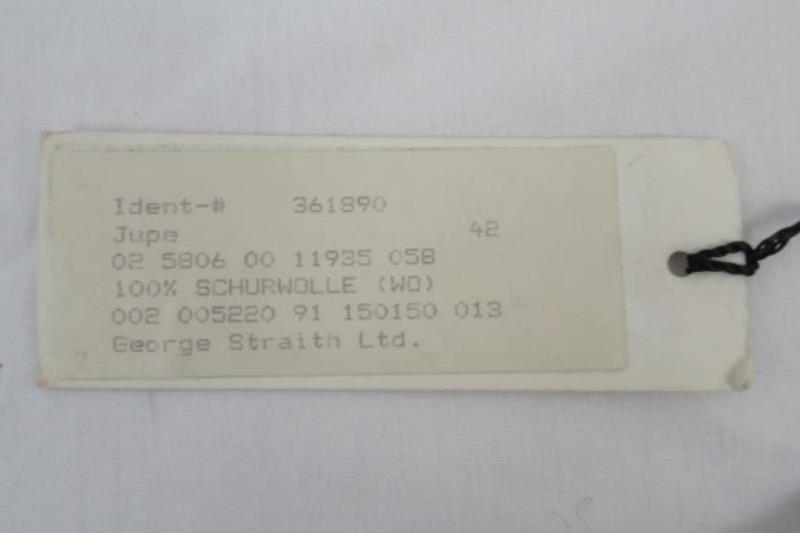 Ident-# 361890
Jupe 42
02 5806 00 11935 058
100% SCHURWOLLE (WO)
002 005220 91 150150 013
George Straith Ltd.